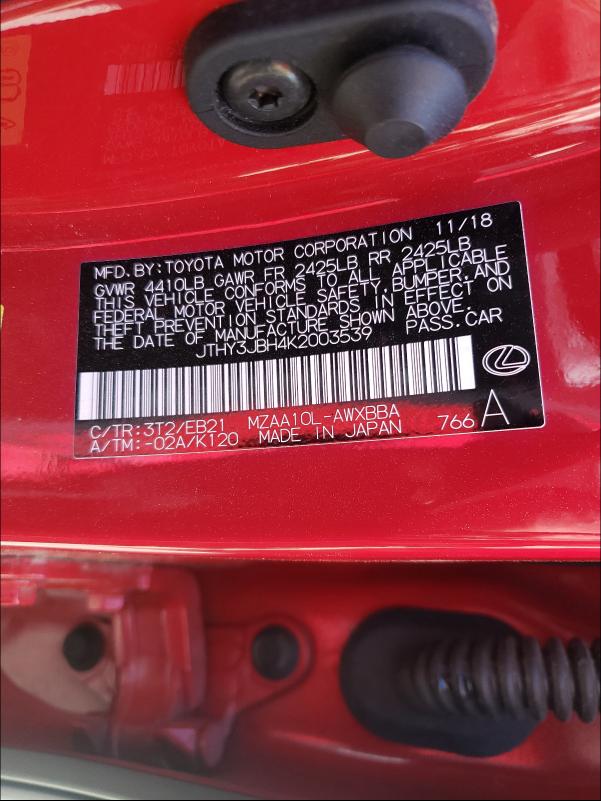 MFD. BY: TOYOTA MOTOR CORPORATION 11/18
GVWR 4410LB GAWR FR 2425LB RR 2425LB
THIS VEHICLE CONFORMS TO ALL APPLICABLE
FEDERAL MOTOR VEHICLE SAFETY, BUMPER, AND
THEFT PREVENTION STANDARDS IN EFFECT ON
THE DATE OF MANUFACTURE SHOWN ABOVE.
JTHY3JBH4K2003539 PASS. CAR
C/TR: 3T2/EB21 MZAA10L-AWXBBA
A/TM: -02A/K120 MADE IN JAPAN 766 A